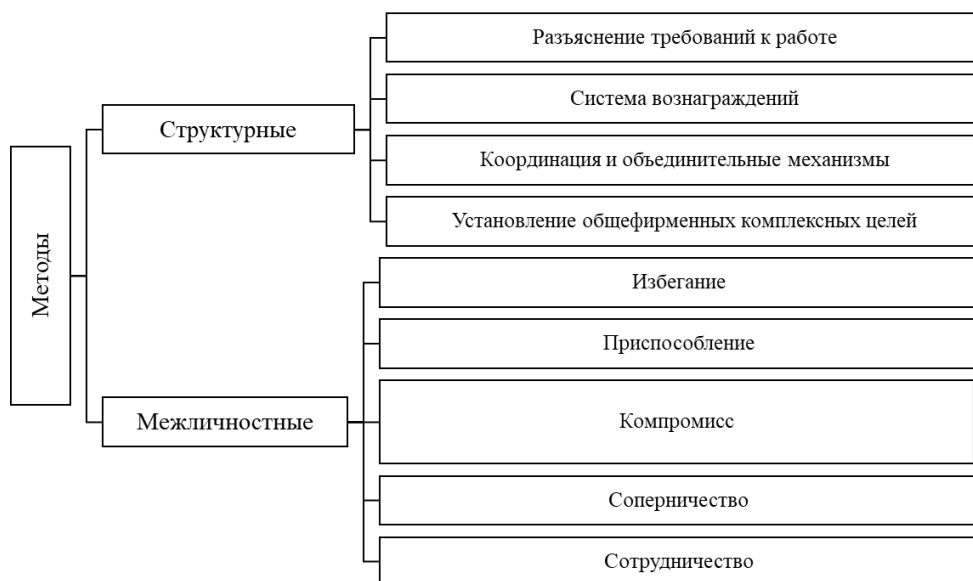 Методы
Структурные
Разъяснение требований к работе
Система вознаграждений
Координация и объединительные механизмы
Установление общефирменных комплексных целей
Межличностные
Избегание
Приспособление
Компромисс
Соперничество
Сотрудничество